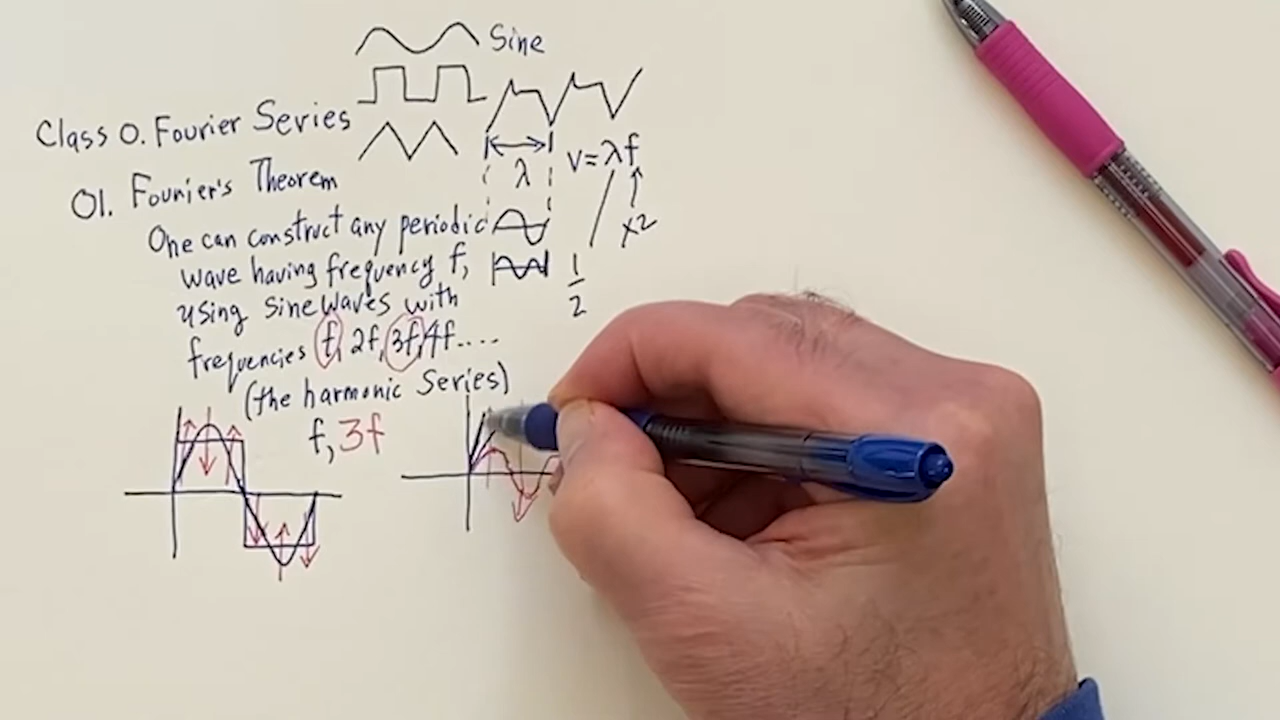 Sine
Class 0. Fourier Series
λ
V=λf
x2
01. Fourier's Theorem
One can construct any periodic
wave having frequency f,
1
2
using sine waves with
frequencies f, 2f, 3f, 4f....
(the harmonic Series)
f, 3f